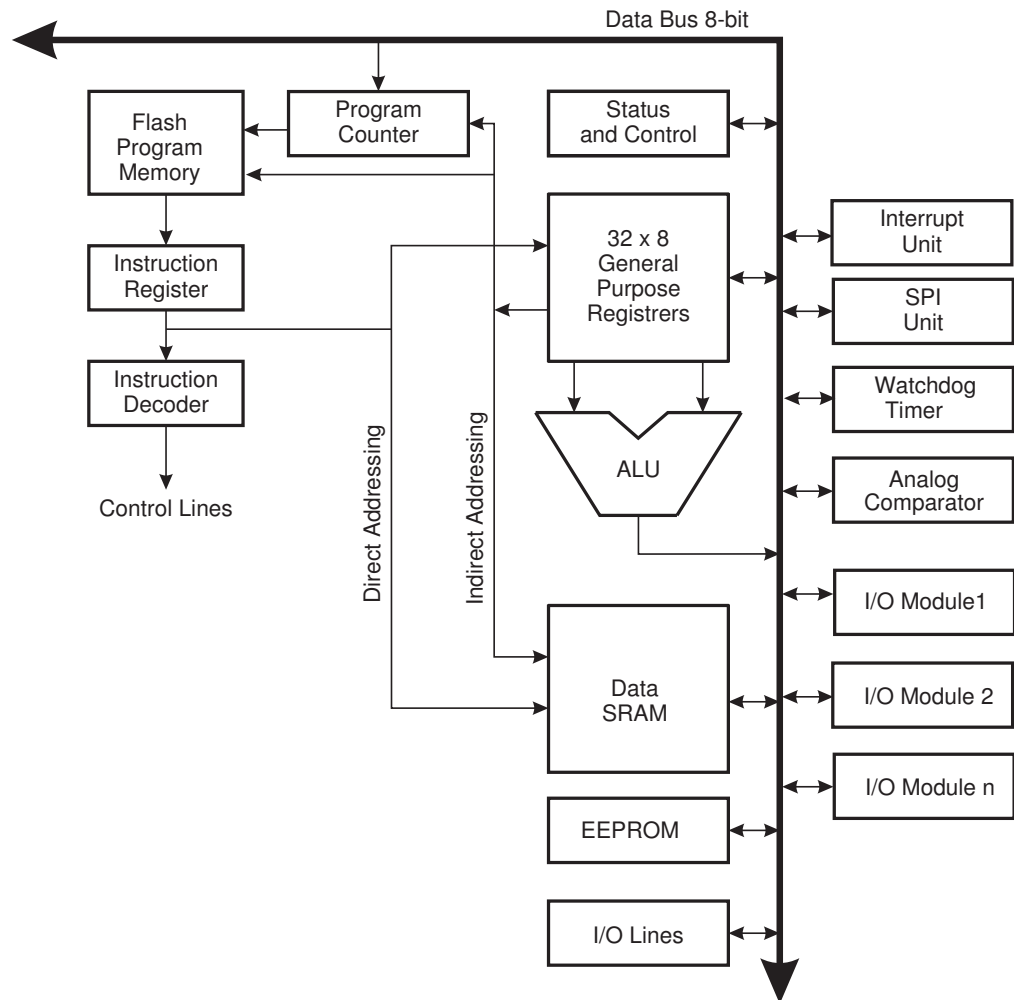 Data Bus 8-bit
Flash
Program
Memory
Program
Counter
Status
and Control
32 x 8
General
Purpose
Registrers
Interrupt
Unit
Instruction
Register
SPI
Unit
Instruction
Decoder
Watchdog
Timer
ALU
Analog
Comparator
Control Lines
Direct Addressing
Indirect Addressing
I/O Module1
Data
SRAM
I/O Module 2
I/O Module n
EEPROM
I/O Lines